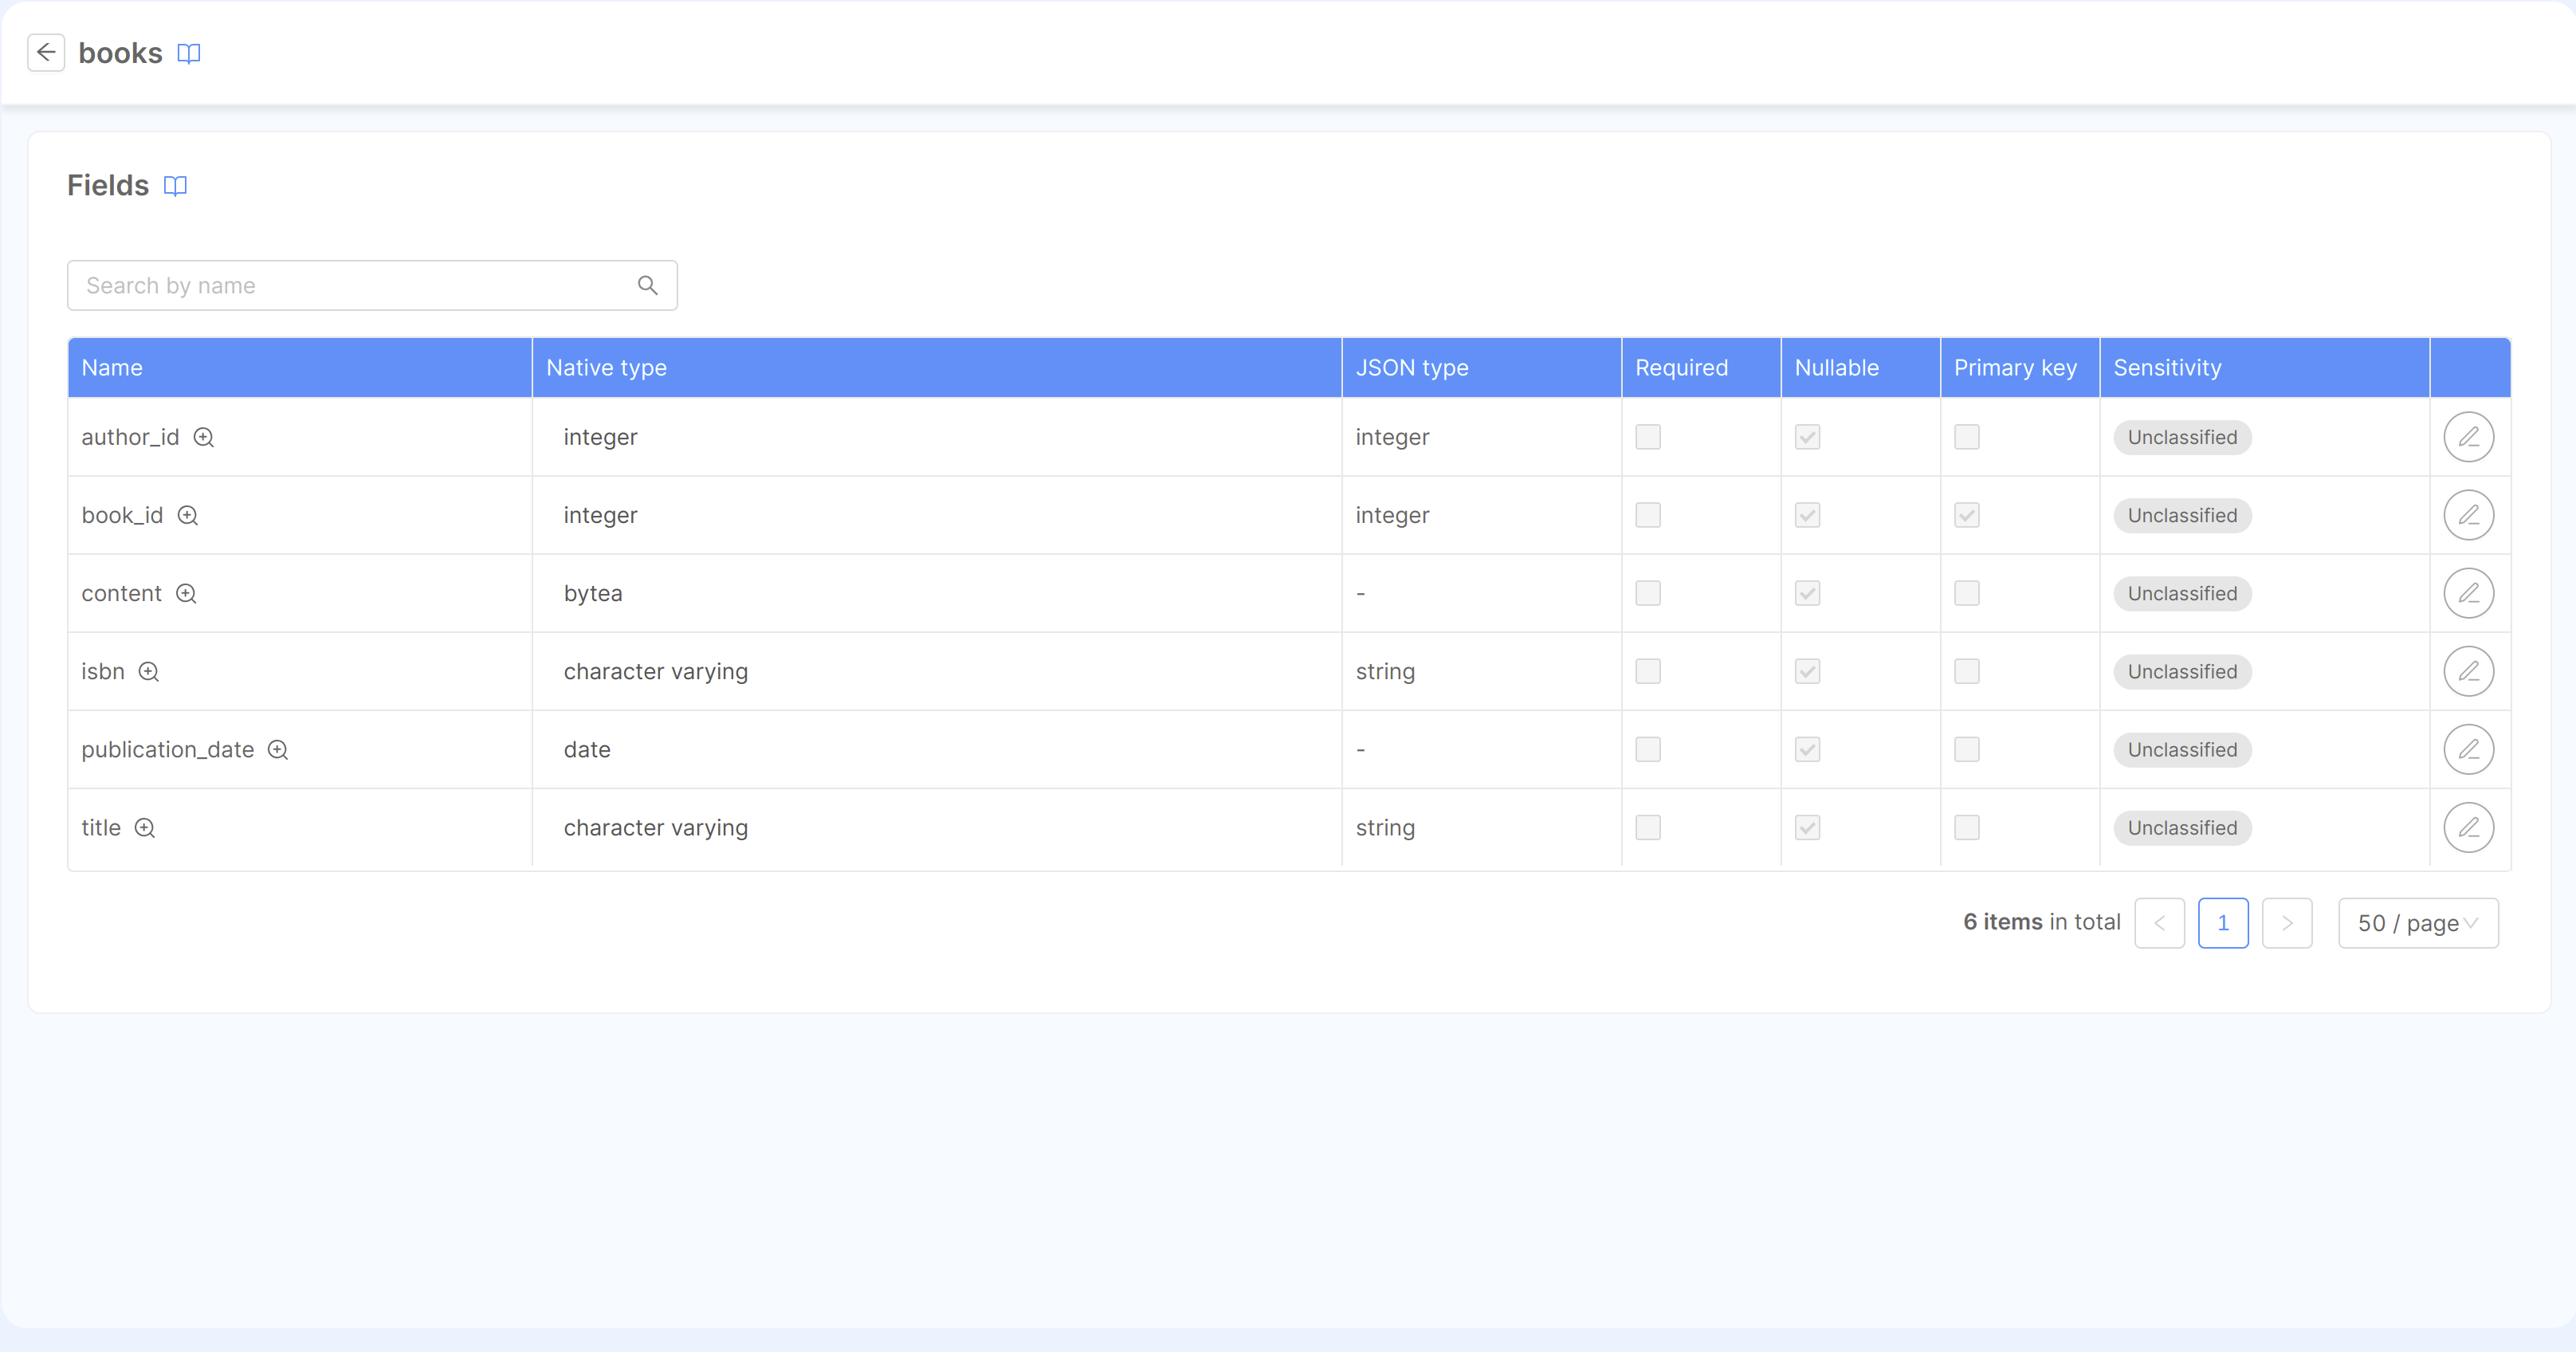 books
Fields
Search by name
Name Native type JSON type Required Nullable Primary key Sensitivity
author_id integer integer Unclassified
book_id integer integer Unclassified
content bytea - Unclassified
isbn character varying string Unclassified
publication_date date - Unclassified
title character varying string Unclassified
6 items in total < 1 > 50 / page